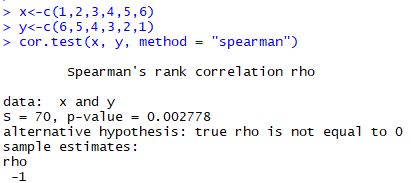 > x<-c(1,2,3,4,5,6)
> y<-c(6,5,4,3,2,1)
> cor.test(x, y, method = "spearman")
Spearman's rank correlation rho
data: x and y
S = 70, p-value = 0.002778
alternative hypothesis: true rho is not equal to 0
sample estimates:
rho
-1